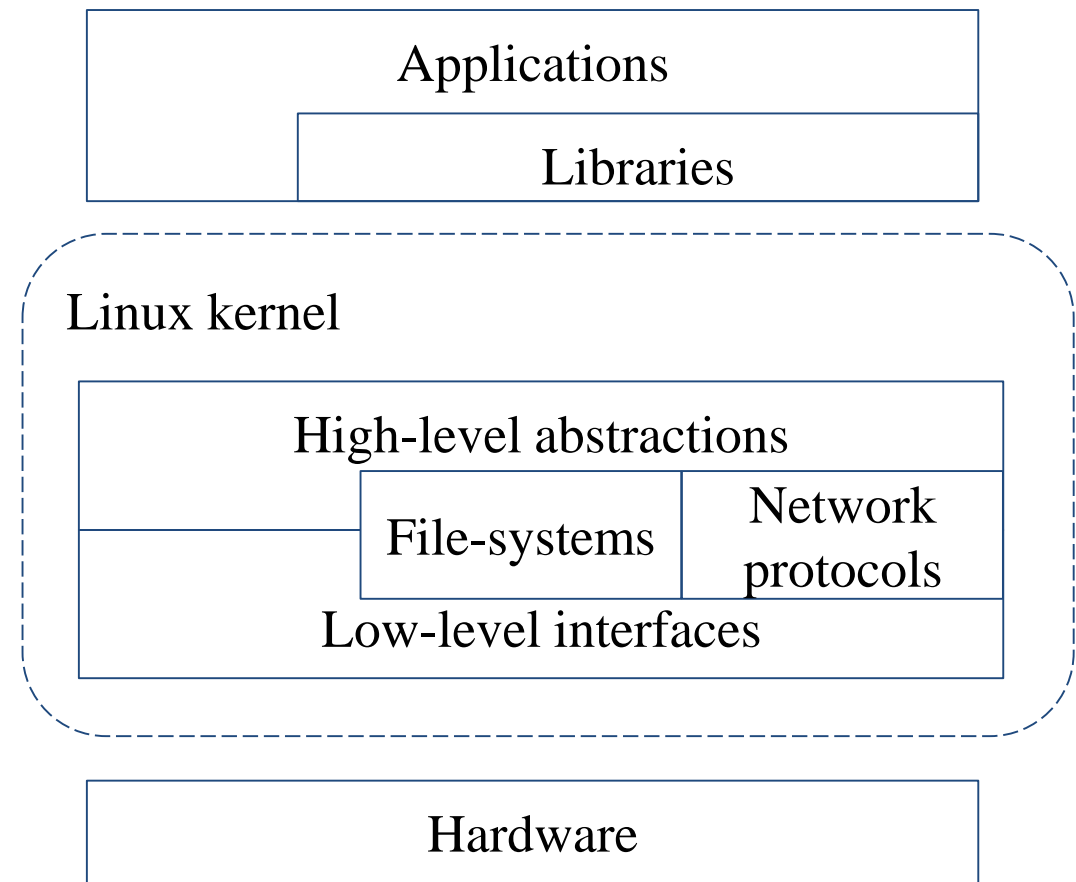 Applications
Libraries
Linux kernel
High-level abstractions
File-systems
Network
protocols
Low-level interfaces
Hardware